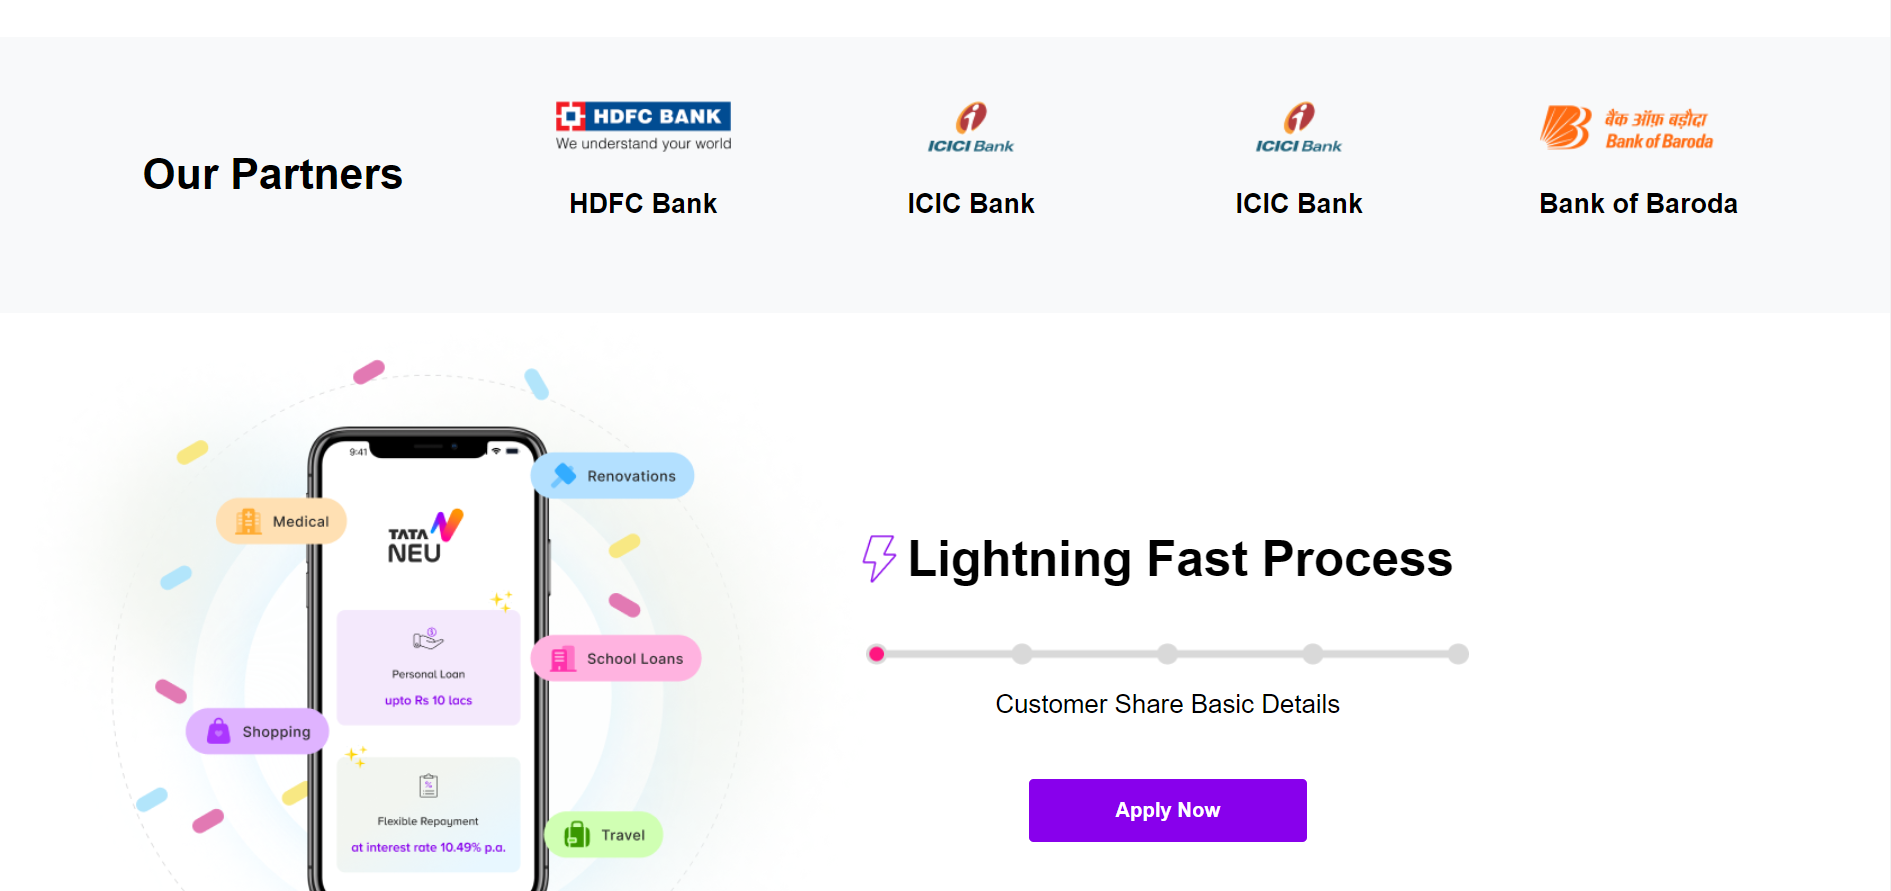 Our Partners
HDFC BANK
We understand your world
HDFC Bank
ICICI Bank
ICIC Bank
ICICI Bank
ICIC Bank
बैंक ऑफ़ बड़ौदा
Bank of Baroda
Bank of Baroda
9:41
Renovations
Medical
TATA
NEU
Personal Loan
upto Rs 10 lacs
School Loans
Shopping
Flexible Repayment
at interest rate 10.49% p.a.
Travel
Lightning Fast Process
Customer Share Basic Details
Apply Now